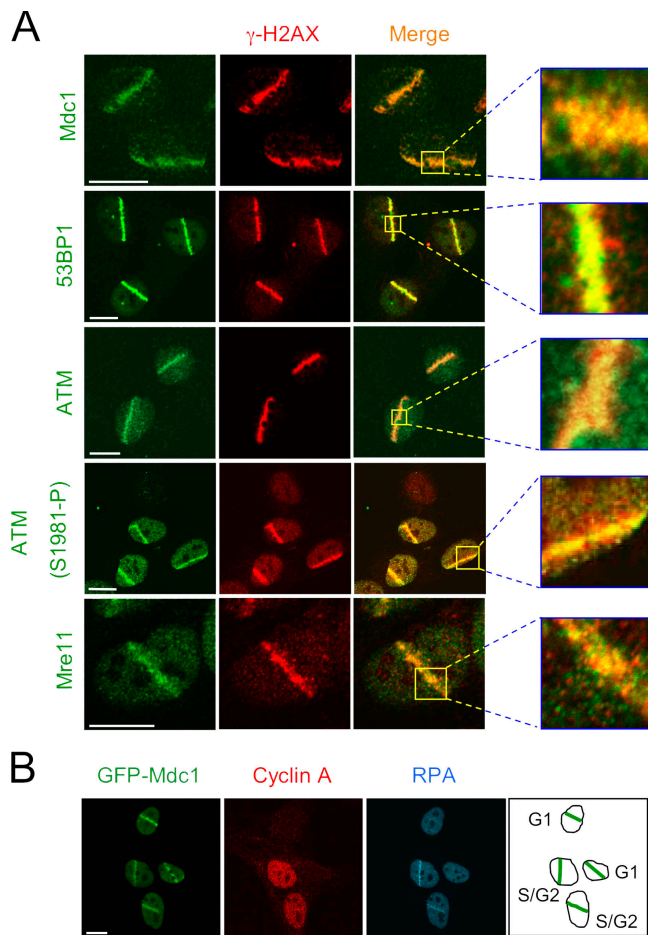 A
γ-H2AX Merge
Mdc1
53BP1
ATM
ATM
(S1981-P)
Mre11
B
GFP-Mdc1 Cyclin A RPA
G1
G1
S/G2
S/G2